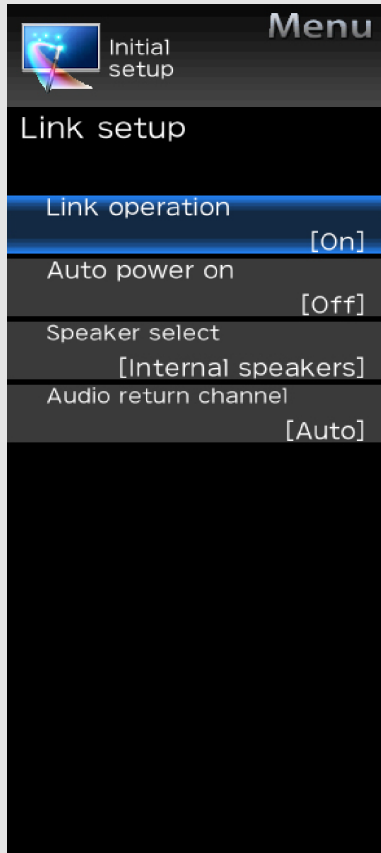 Menu
Initial
setup
Link setup
Link operation
[On]
Auto power on
[Off]
Speaker select
[Internal speakers]
Audio return channel
[Auto]